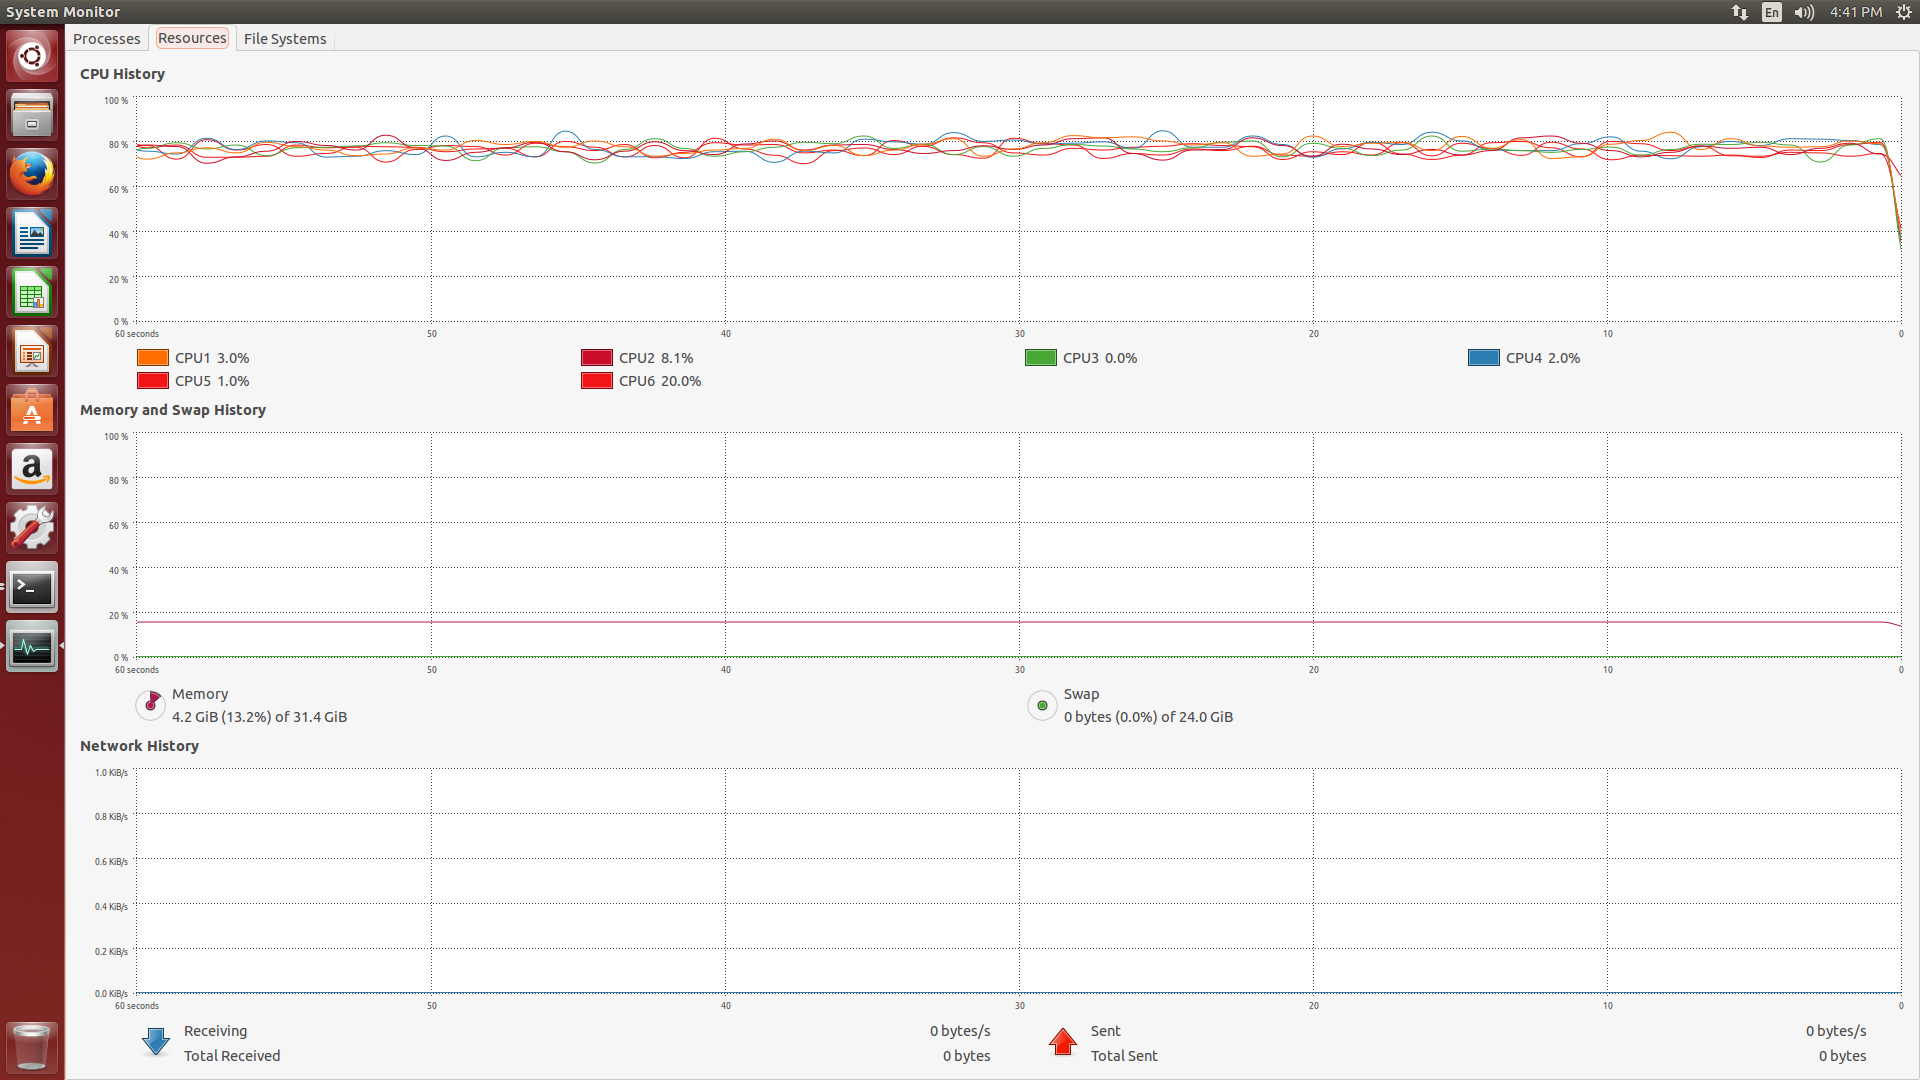 System Monitor
En
4:41 PM
Processes
Resources
File Systems
CPU History
100 %
80 %
60 %
40 %
20 %
0 %
60 seconds
50
40
30
20
10
0
CPU1 3.0%
CPU2 8.1%
CPU3 0.0%
CPU4 2.0%
CPU5 1.0%
CPU6 20.0%
Memory and Swap History
100 %
80 %
60 %
40 %
20 %
0 %
60 seconds
50
40
30
20
10
0
Memory
4.2 GiB (13.2%) of 31.4 GiB
Swap
0 bytes (0.0%) of 24.0 GiB
Network History
1.0 KiB/s
0.8 KiB/s
0.6 KiB/s
0.4 KiB/s
0.2 KiB/s
0.0 KiB/s
60 seconds
50
40
30
20
10
0
Receiving
0 bytes/s
Total Received
0 bytes
Sent
0 bytes/s
Total Sent
0 bytes